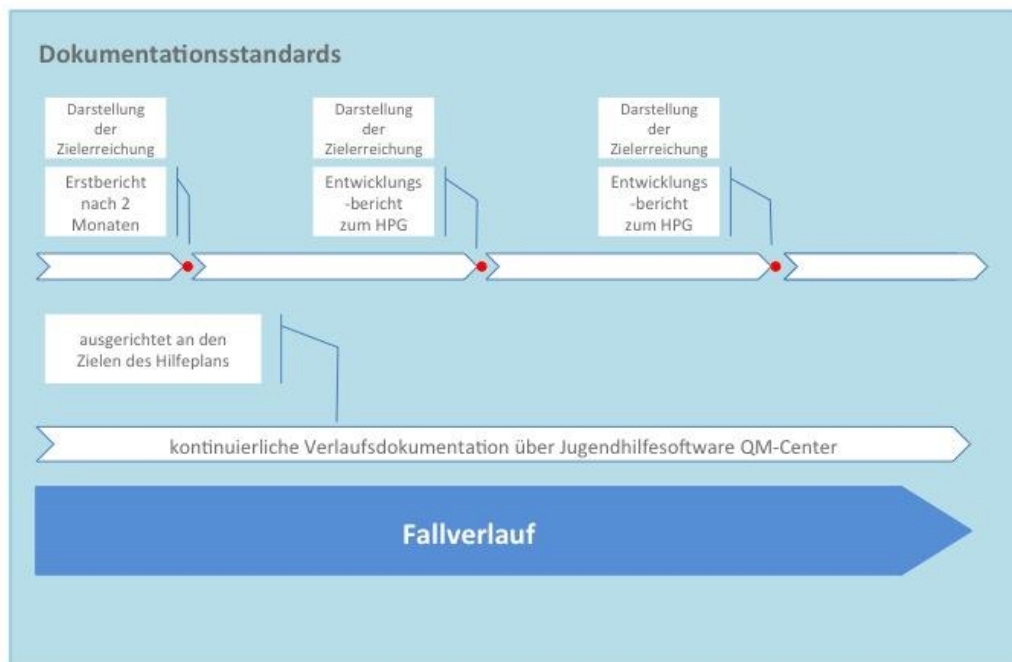 Dokumentationsstandards
Darstellung
der
Zielerreichung
Erstbericht
nach 2
Monaten
Darstellung
der
Zielerreichung
Entwicklungs
-bericht
zum HPG
Darstellung
der
Zielerreichung
Entwicklungs
-bericht
zum HPG
ausgerichtet an den
Zielen des Hilfeplans
kontinuierliche Verlaufsdokumentation über Jugendhilfesoftware QM-Center
Fallverlauf